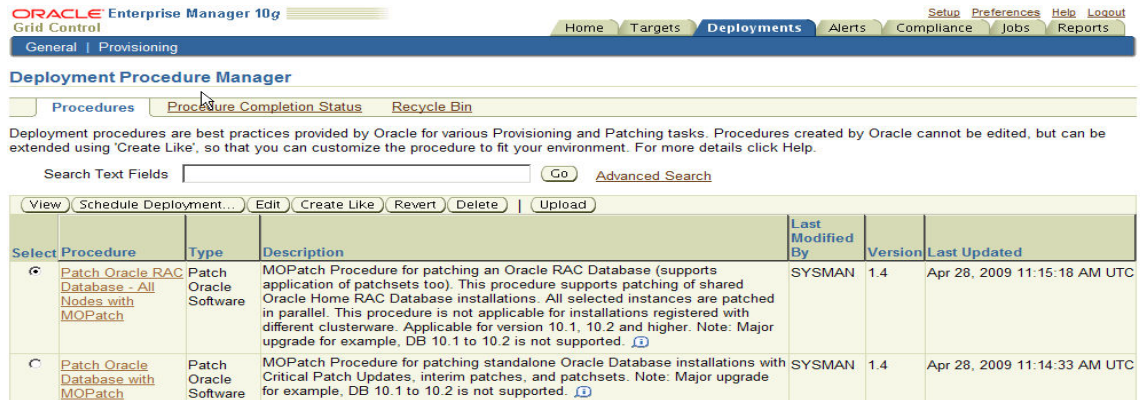 ORACLE Enterprise Manager 10g
Grid Control
Setup Preferences Help Logout
Home Targets Deployments Alerts Compliance Jobs Reports
General | Provisioning
Deployment Procedure Manager
Procedures Procedure Completion Status Recycle Bin
Deployment procedures are best practices provided by Oracle for various Provisioning and Patching tasks. Procedures created by Oracle cannot be edited, but can be
extended using 'Create Like', so that you can customize the procedure to fit your environment. For more details click Help.
Search Text Fields Go Advanced Search
View Schedule Deployment... Edit Create Like Revert Delete | Upload
Select Procedure Type Description Last Modified By Version Last Updated
Patch Oracle RAC
Database - All
Nodes with
MOPatch
Patch
Oracle
Software
MOPatch Procedure for patching an Oracle RAC Database (supports
application of patchsets too). This procedure supports patching of shared
Oracle Home RAC Database installations. All selected instances are patched
in parallel. This procedure is not applicable for installations registered with
different clusterware. Applicable for version 10.1, 10.2 and higher. Note: Major
upgrade for example, DB 10.1 to 10.2 is not supported.
SYSMAN 1.4 Apr 28, 2009 11:15:18 AM UTC
Patch Oracle
Database with
MOPatch
Patch
Oracle
Software
MOPatch Procedure for patching standalone Oracle Database installations with
Critical Patch Updates, interim patches, and patchsets. Note: Major upgrade
for example, DB 10.1 to 10.2 is not supported.
SYSMAN 1.4 Apr 28, 2009 11:14:33 AM UTC